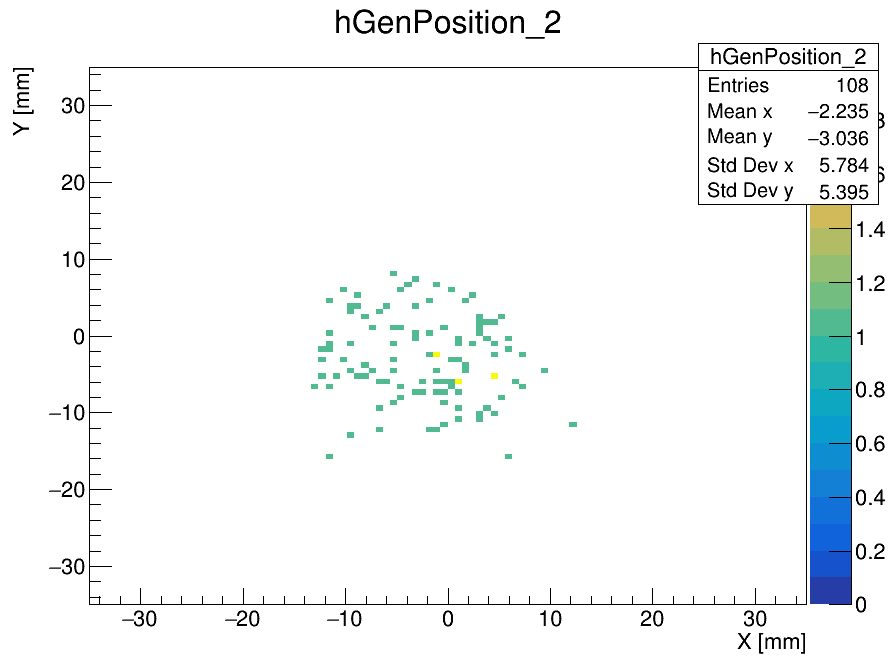 hGenPosition_2
hGenPosition_2
Entries 108
Mean x −2.235
Mean y −3.036
Std Dev x 5.784
Std Dev y 5.395
Y [mm]
30
20
10
0
−10
−20
−30
−30 −20 −10 0 10 20 30
X [mm]
1.4
1.2
1
0.8
0.6
0.4
0.2
0